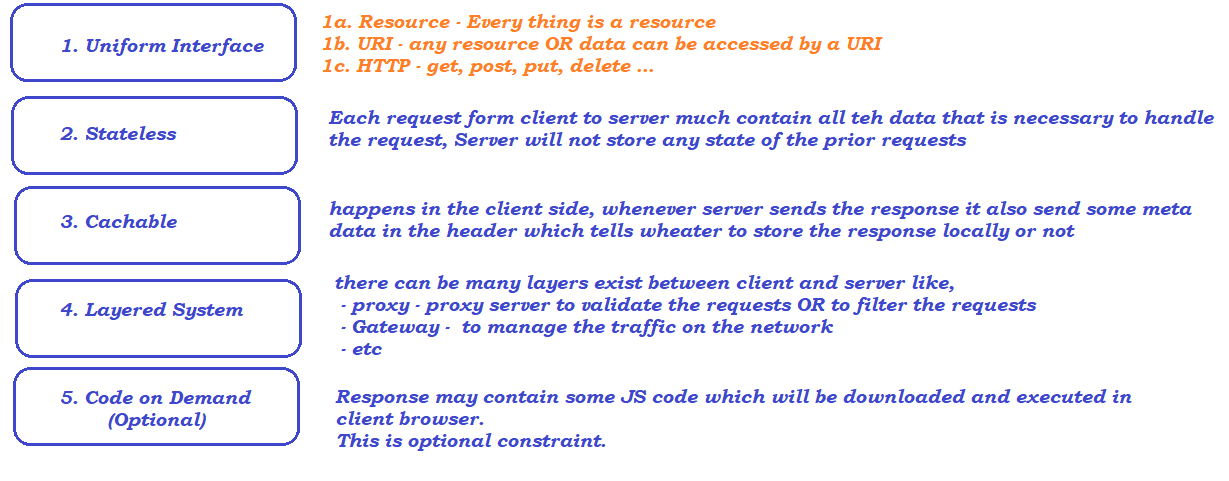 1. Uniform Interface
1a. Resource - Every thing is a resource
1b. URI - any resource OR data can be accessed by a URI
1c. HTTP - get, post, put, delete ...
2. Stateless
Each request form client to server much contain all teh data that is necessary to handle
the request, Server will not store any state of the prior requests
3. Cachable
happens in the client side, whenever server sends the response it also send some meta
data in the header which tells wheater to store the response locally or not
4. Layered System
there can be many layers exist between client and server like,
- proxy - proxy server to validate the requests OR to filter the requests
- Gateway - to manage the traffic on the network
- etc
5. Code on Demand
(Optional)
Response may contain some JS code which will be downloaded and executed in
client browser.
This is optional constraint.